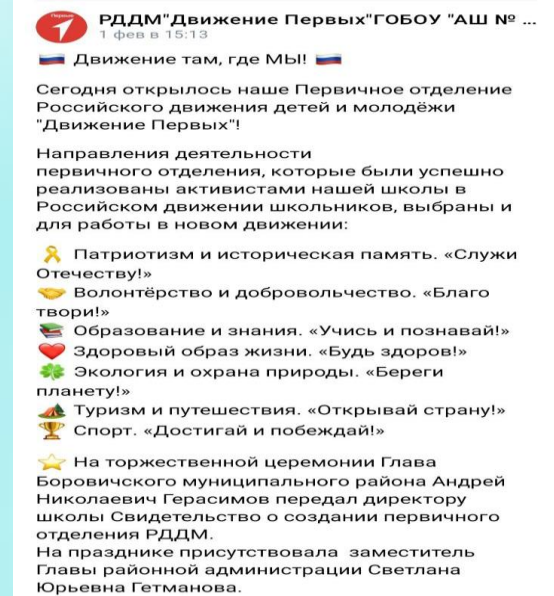 РДДМ"Движение Первых"ГОБОУ "АШ № ...
1 фев в 15:13
🇷🇺 Движение там, где МЫ! 🇷🇺
Сегодня открылось наше Первичное отделение
Российского движения детей и молодёжи
"Движение Первых"!
Направления деятельности
первичного отделения, которые были успешно
реализованы активистами нашей школы в
Российском движении школьников, выбраны и
для работы в новом движении:
🎗 Патриотизм и историческая память. «Служи
Отечеству!»
🤝 Волонтёрство и добровольчество. «Благо
твори!»
📚 Образование и знания. «Учись и познавай!»
❤ Здоровый образ жизни. «Будь здоров!»
🍀 Экология и охрана природы. «Береги
планету!»
🏕 Туризм и путешествия. «Открывай страну!»
🏆 Спорт. «Достигай и побеждай!»
⭐ На торжественной церемонии Глава
Боровичского муниципального района Андрей
Николаевич Герасимов передал директору
школы Свидетельство о создании первичного
отделения РДДМ.
На празднике присутствовала заместитель
Главы районной администрации Светлана
Юрьевна Гетманова.